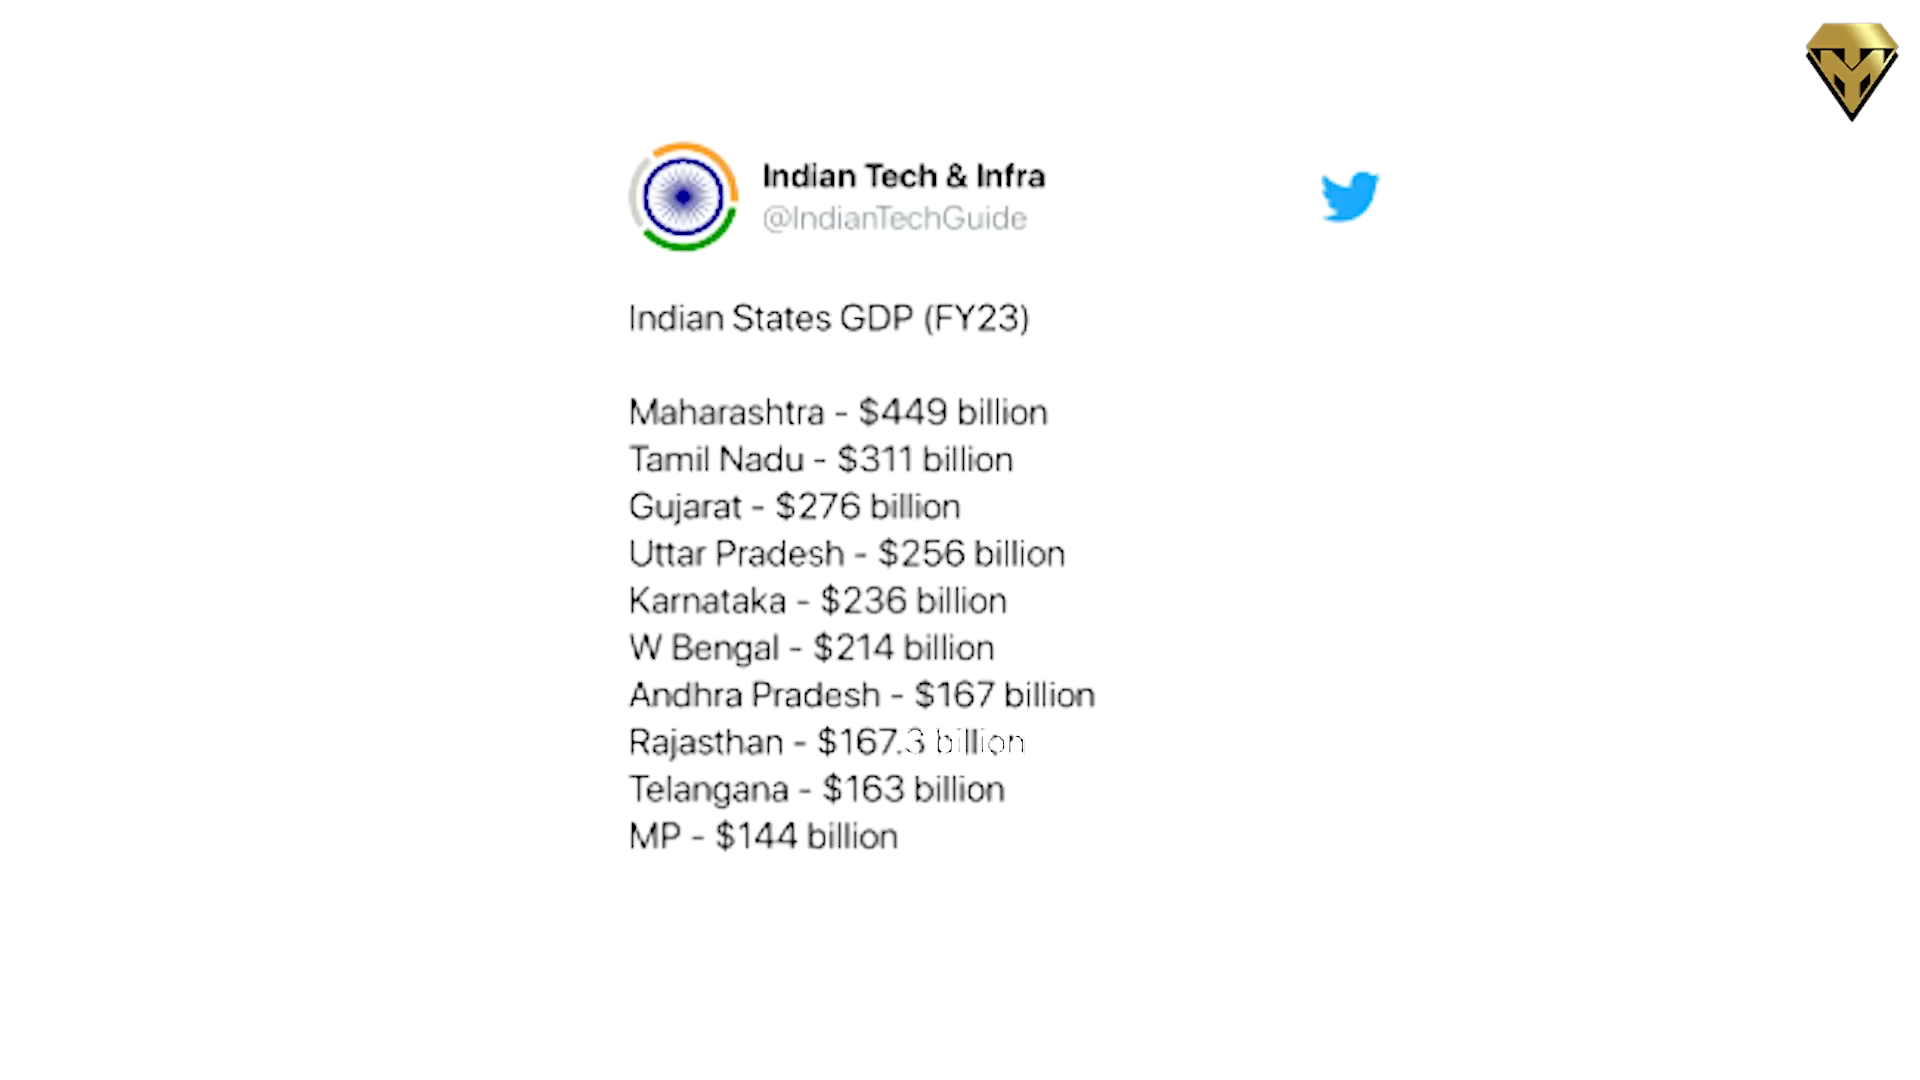 Indian Tech & Infra
@IndianTechGuide
Indian States GDP (FY23)
Maharashtra - $449 billion
Tamil Nadu - $311 billion
Gujarat - $276 billion
Uttar Pradesh - $256 billion
Karnataka - $236 billion
W Bengal - $214 billion
Andhra Pradesh - $167 billion
Rajasthan - $167.3 billion
Telangana - $163 billion
MP - $144 billion